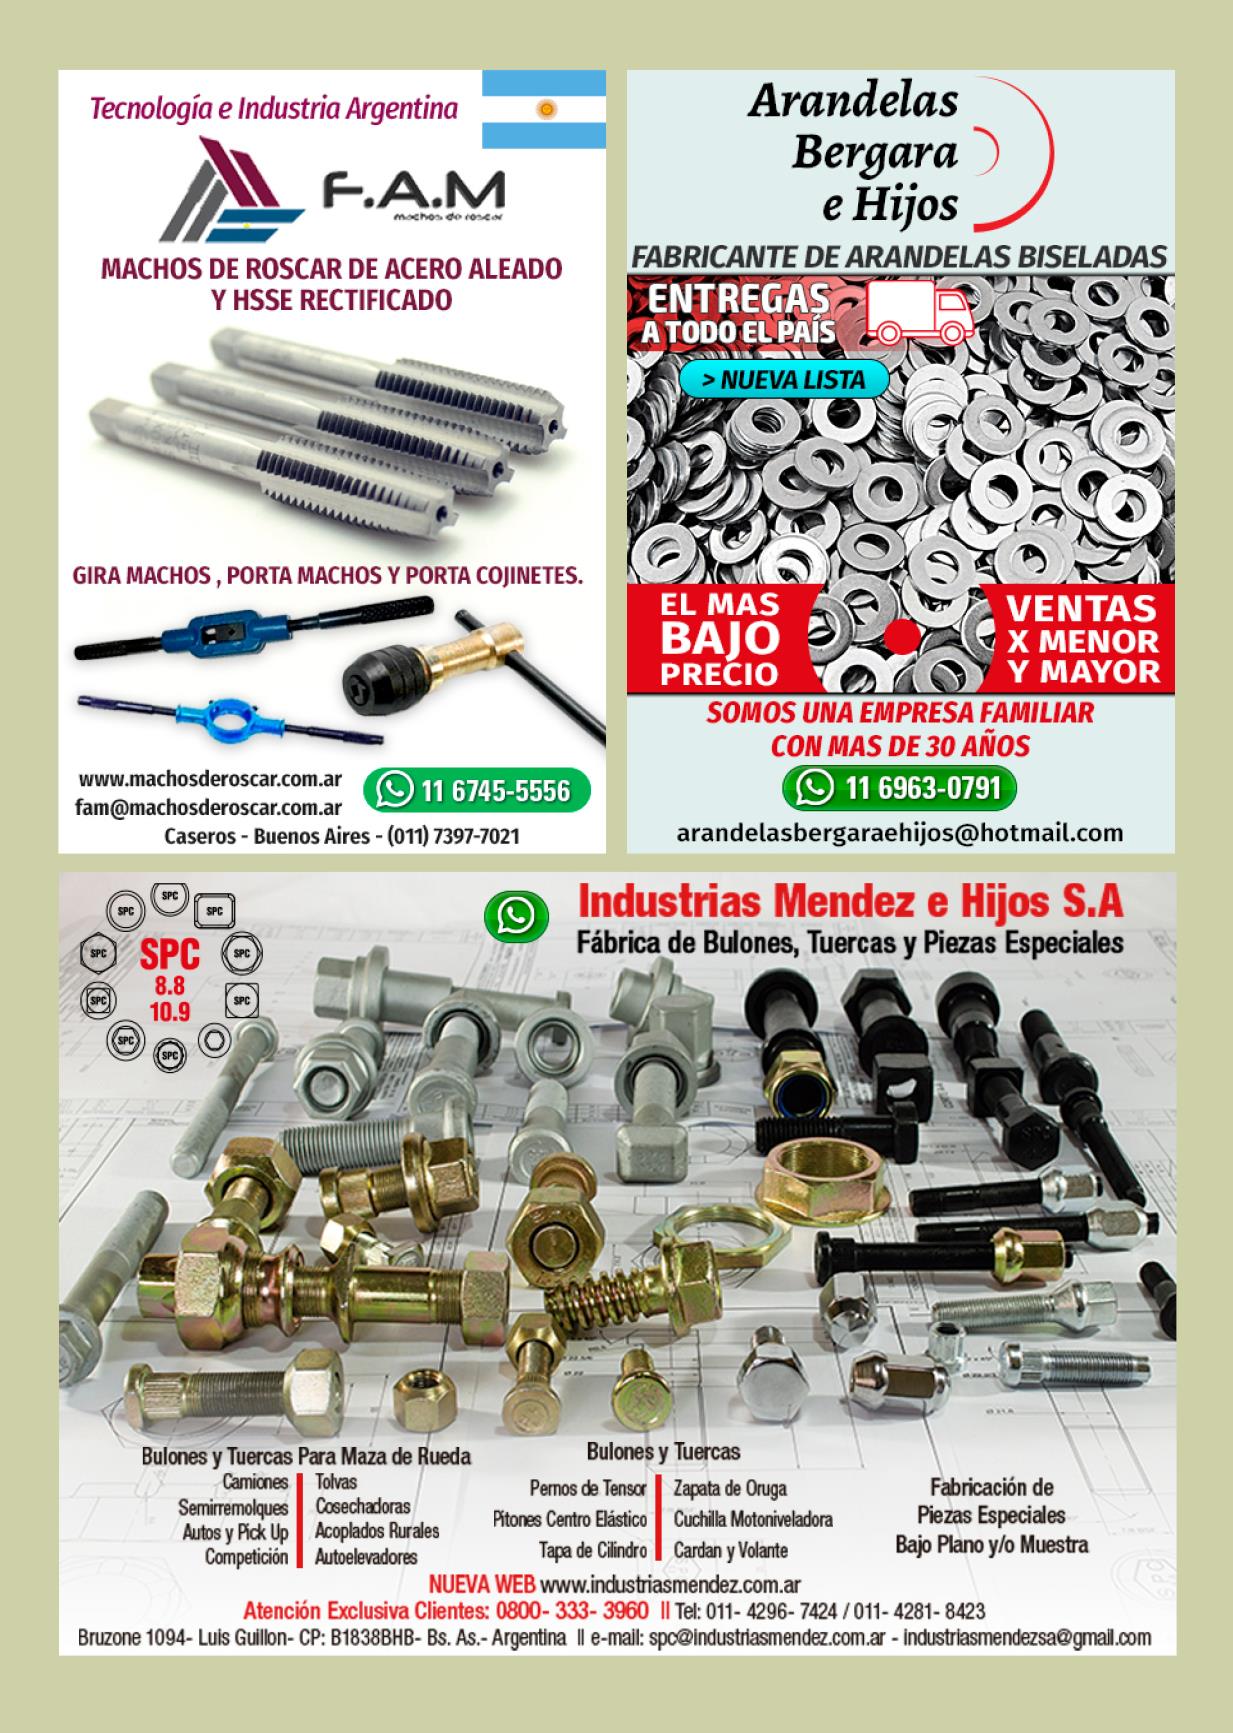 Tecnología e Industria Argentina
F.A.M
machos de roscar
MACHOS DE ROSCAR DE ACERO ALEADO
Y HSSE RECTIFICADO
GIRA MACHOS , PORTA MACHOS Y PORTA COJINETES.
www.machosderoscar.com.ar
fam@machosderoscar.com.ar
11 6745-5556
Caseros - Buenos Aires - (011) 7397-7021
Arandelas
Bergara
e Hijos
FABRICANTE DE ARANDELAS BISELADAS
ENTREGAS
A TODO EL PAÍS
> NUEVA LISTA
EL MAS
BAJO
PRECIO
VENTAS
X MENOR
Y MAYOR
SOMOS UNA EMPRESA FAMILIAR
CON MAS DE 30 AÑOS
11 6963-0791
arandelasbergaraehijos@hotmail.com
SPC
SPC
SPC
SPC
SPC
SPC
8.8
10.9
SPC
SPC
SPC
SPC
Industrias Mendez e Hijos S.A
Fábrica de Bulones, Tuercas y Piezas Especiales
Bulones y Tuercas Para Maza de Rueda
Camiones
Semirremolques
Autos y Pick Up
Competición
Tolvas
Cosechadoras
Acoplados Rurales
Autoelevadores
Bulones y Tuercas
Pernos de Tensor
Pitones Centro Elástico
Tapa de Cilindro
Zapata de Oruga
Cuchilla Motoniveladora
Cardan y Volante
Fabricación de
Piezas Especiales
Bajo Plano y/o Muestra
NUEVA WEB www.industriasmendez.com.ar
Atención Exclusiva Clientes: 0800- 333- 3960 II Tel: 011- 4296- 7424 / 011- 4281- 8423
Bruzone 1094- Luis Guillon- CP: B1838BHB- Bs. As.- Argentina II e-mail: spc@industriasmendez.com.ar - industriasmendezsa@gmail.com